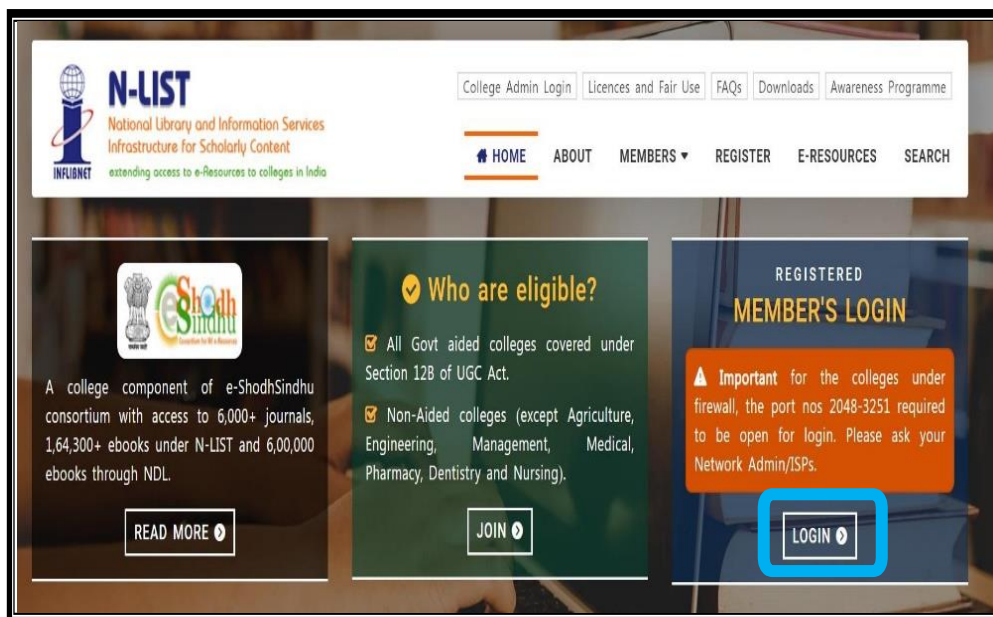 N-LIST
National Library and Information Services
Infrastructure for Scholarly Content
extending access to e-Resources to colleges in India
INFLIBNET
College Admin Login
Licences and Fair Use
FAQs
Downloads
Awareness Programme
HOME
ABOUT
MEMBERS
REGISTER
E-RESOURCES
SEARCH
e-Shodh
Sindhu
A college component of e-ShodhSindhu
consortium with access to 6,000+ journals,
1,64,300+ ebooks under N-LIST and 6,00,000
ebooks through NDL.
READ MORE
Who are eligible?
All Govt aided colleges covered under
Section 12B of UGC Act.
Non-Aided colleges (except Agriculture,
Engineering, Management, Medical,
Pharmacy, Dentistry and Nursing).
JOIN
REGISTERED
MEMBER'S LOGIN
Important for the colleges under
firewall, the port nos 2048-3251 required
to be open for login. Please ask your
Network Admin/ISPs.
LOGIN